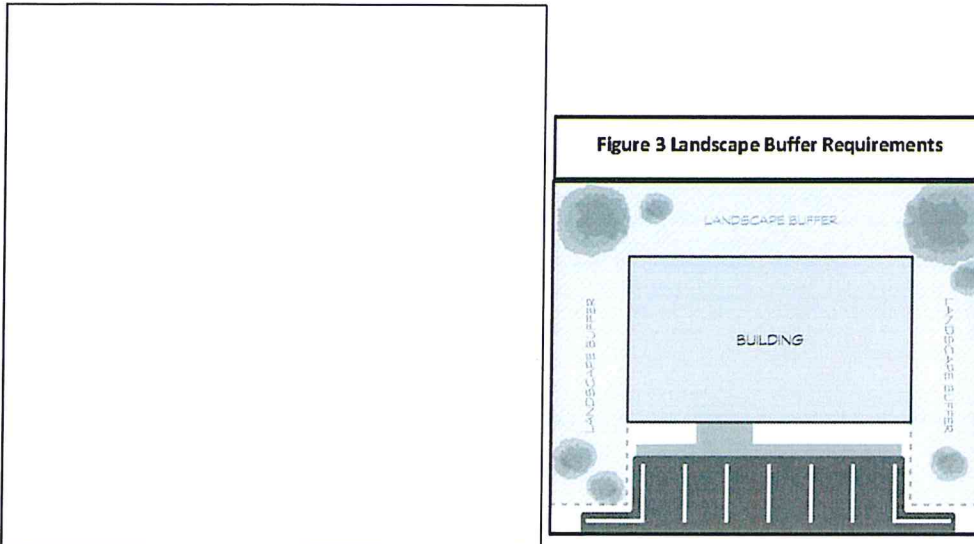 Figure 3 Landscape Buffer Requirements
LANDSCAPE BUFFER
LANDSCAPE BUFFER
BUILDING
LANDSCAPE BUFFER